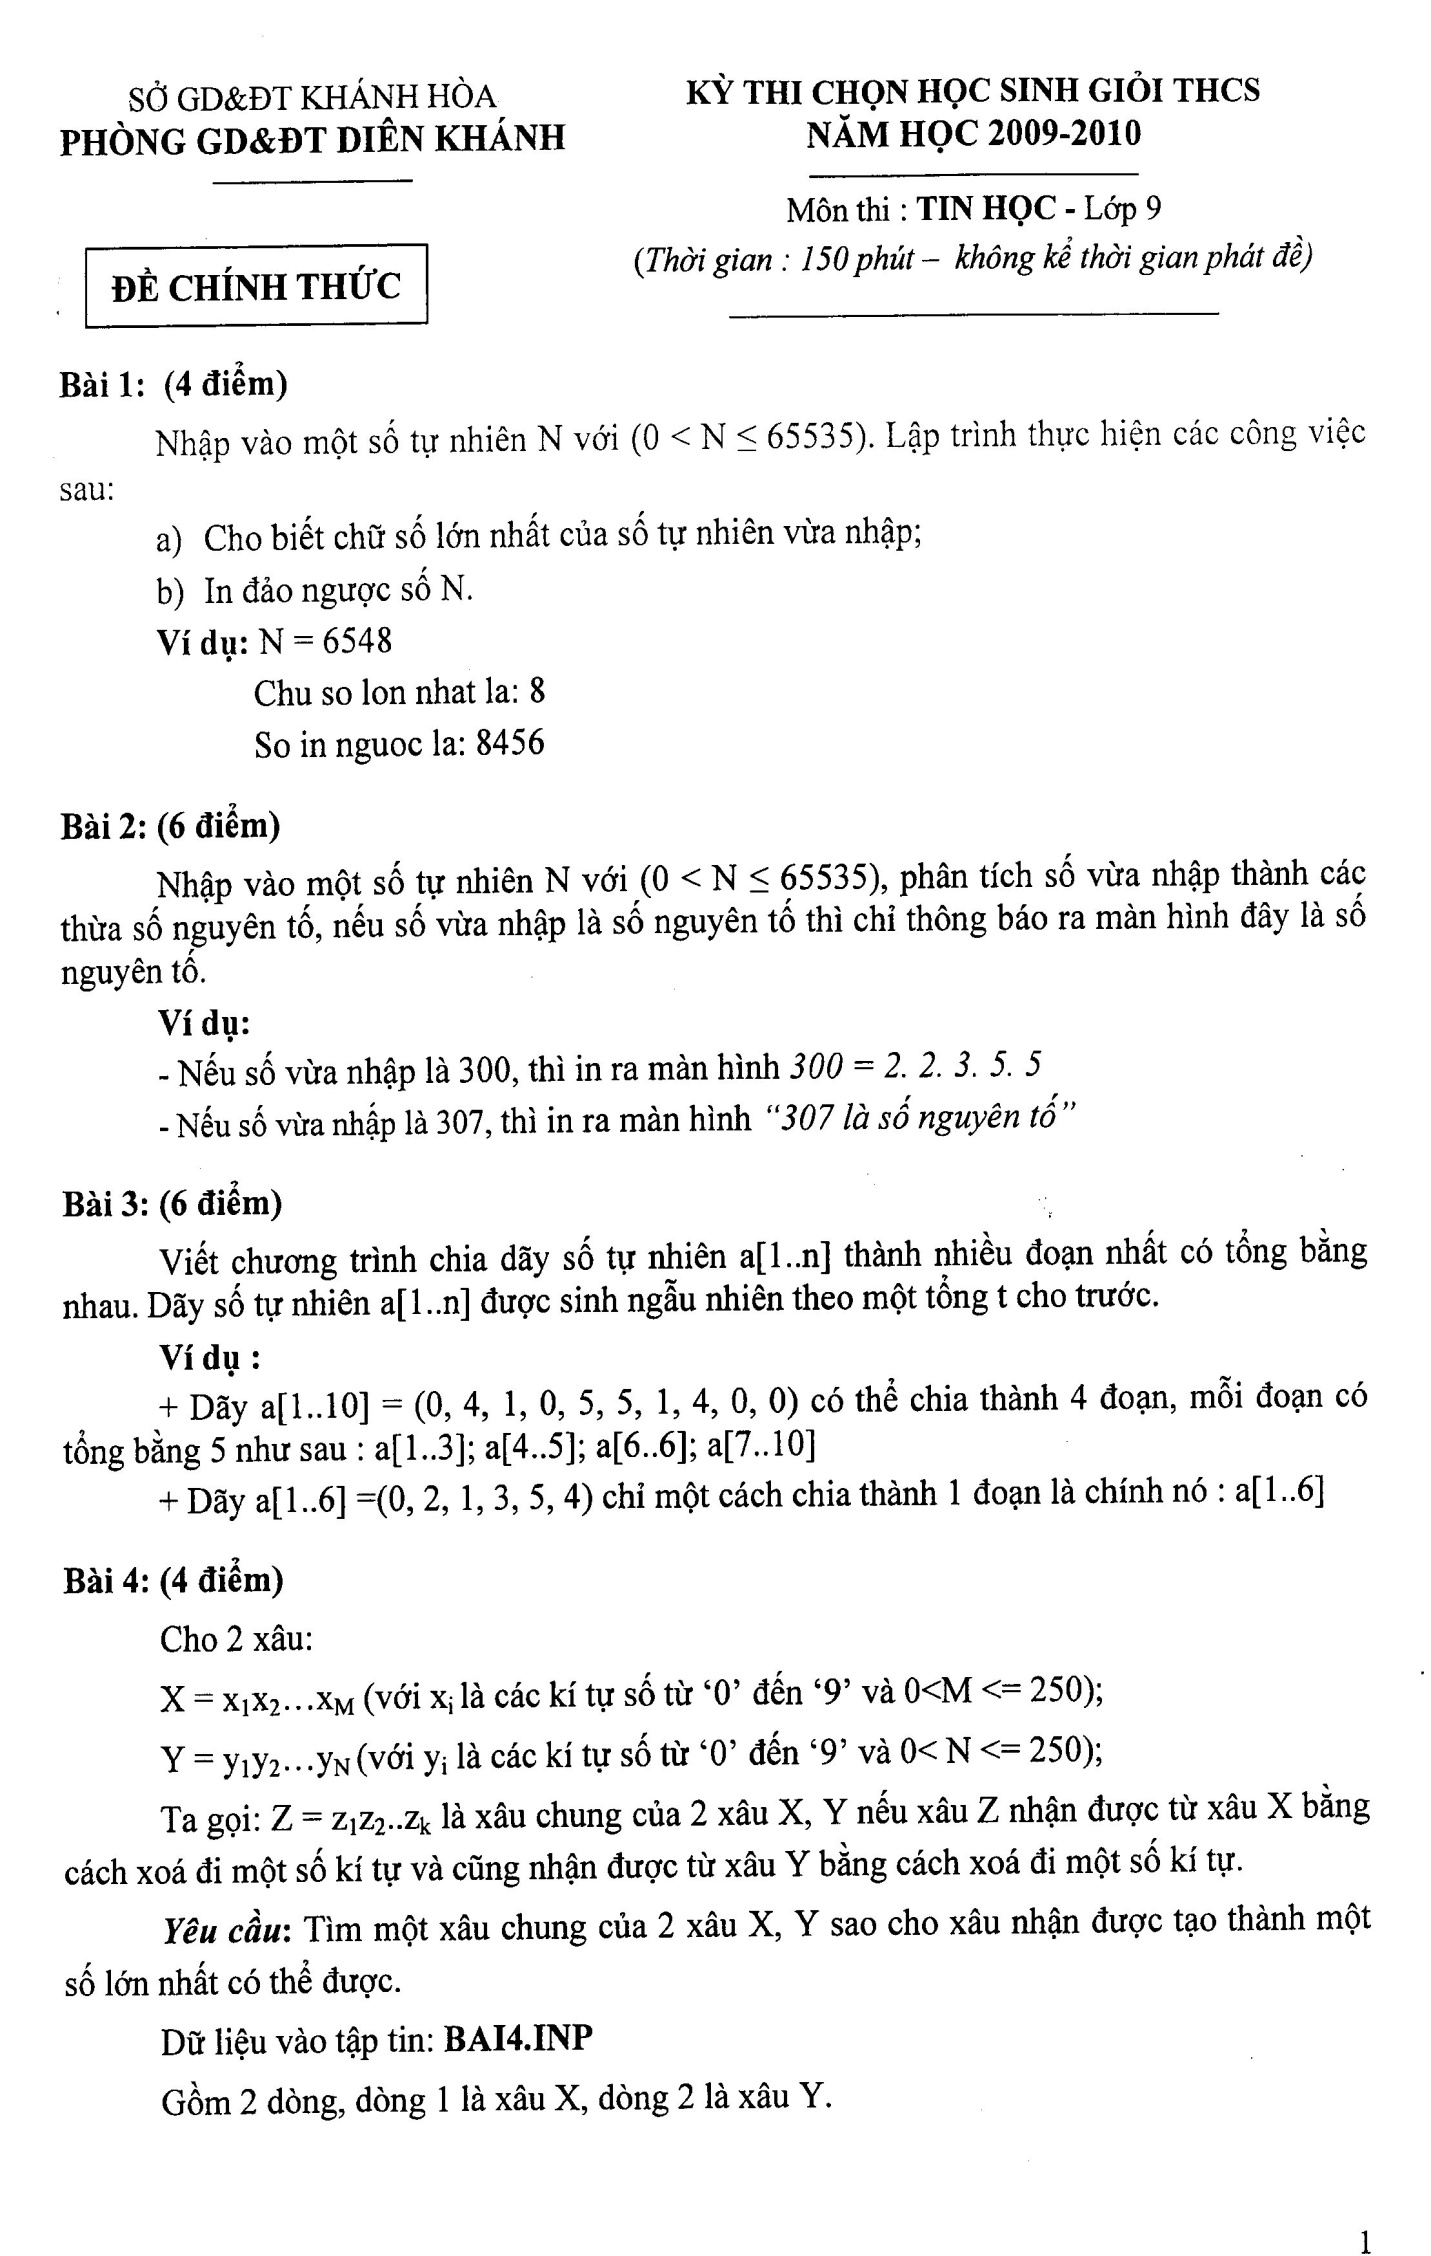 SỞ GD&ĐT KHÁNH HÒA
PHÒNG GD&ĐT DIÊN KHÁNH
ĐỀ CHÍNH THỨC
KỲ THI CHỌN HỌC SINH GIỎI THCS
NĂM HỌC 2009-2010
Môn thi : TIN HỌC - Lớp 9
(Thời gian : 150 phút – không kể thời gian phát đề)
Bài 1: (4 điểm)
Nhập vào một số tự nhiên N với (0 < N ≤ 65535). Lập trình thực hiện các công việc
sau:
a) Cho biết chữ số lớn nhất của số tự nhiên vừa nhập;
b) In đảo ngược số N.
Ví dụ: N = 6548
Chu so lon nhat la: 8
So in nguoc la: 8456
Bài 2: (6 điểm)
Nhập vào một số tự nhiên N với (0 < N ≤ 65535), phân tích số vừa nhập thành các
thừa số nguyên tố, nếu số vừa nhập là số nguyên tố thì chỉ thông báo ra màn hình đây là số
nguyên tố.
Ví dụ:
- Nếu số vừa nhập là 300, thì in ra màn hình 300 = 2. 2. 3. 5. 5
- Nếu số vừa nhập là 307, thì in ra màn hình “307 là số nguyên tố”
Bài 3: (6 điểm)
Viết chương trình chia dãy số tự nhiên a[1..n] thành nhiều đoạn nhất có tổng bằng
nhau. Dãy số tự nhiên a[1..n] được sinh ngẫu nhiên theo một tổng t cho trước.
Ví dụ :
+ Dãy a[1..10] = (0, 4, 1, 0, 5, 5, 1, 4, 0, 0) có thể chia thành 4 đoạn, mỗi đoạn có
tổng bằng 5 như sau : a[1..3]; a[4..5]; a[6..6]; a[7..10]
+ Dãy a[1..6] =(0, 2, 1, 3, 5, 4) chỉ một cách chia thành 1 đoạn là chính nó : a[1..6]
Bài 4: (4 điểm)
Cho 2 xâu:
X = x₁x₂…x_M (với x_i là các kí tự số từ ‘0’ đến ‘9’ và 0<M <= 250);
Y = y₁y₂…y_N (với y_i là các kí tự số từ ‘0’ đến ‘9’ và 0< N <= 250);
Ta gọi: Z = z₁z₂..z_k là xâu chung của 2 xâu X, Y nếu xâu Z nhận được từ xâu X bằng
cách xoá đi một số kí tự và cũng nhận được từ xâu Y bằng cách xoá đi một số kí tự.
Yêu cầu: Tìm một xâu chung của 2 xâu X, Y sao cho xâu nhận được tạo thành một
số lớn nhất có thể được.
Dữ liệu vào tập tin: BAI4.INP
Gồm 2 dòng, dòng 1 là xâu X, dòng 2 là xâu Y.
1